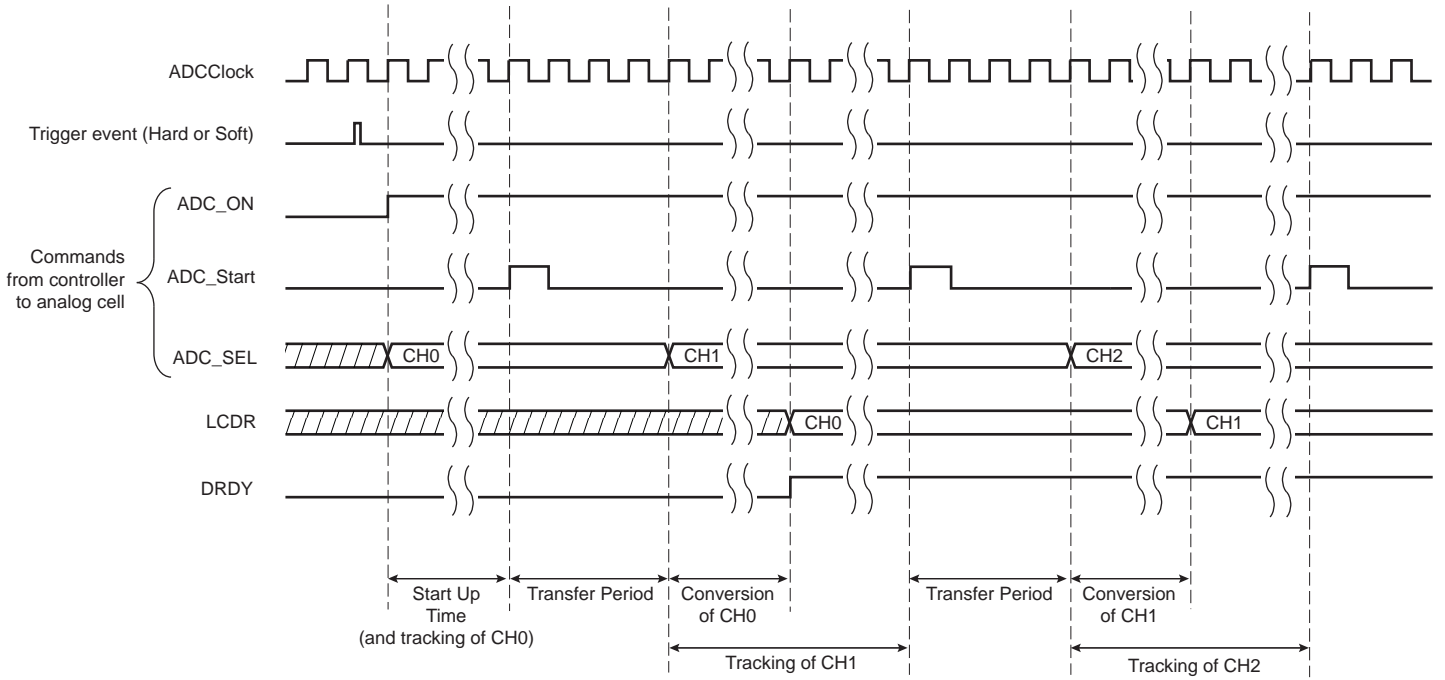 ADCClock
Trigger event (Hard or Soft)
ADC_ON
Commands
from controller
to analog cell
ADC_Start
ADC_SEL
CH0
CH1
CH2
LCDR
CH0
CH1
DRDY
Start Up
Time
(and tracking of CH0)
Transfer Period
Conversion
of CH0
Transfer Period
Conversion
of CH1
Tracking of CH1
Tracking of CH2